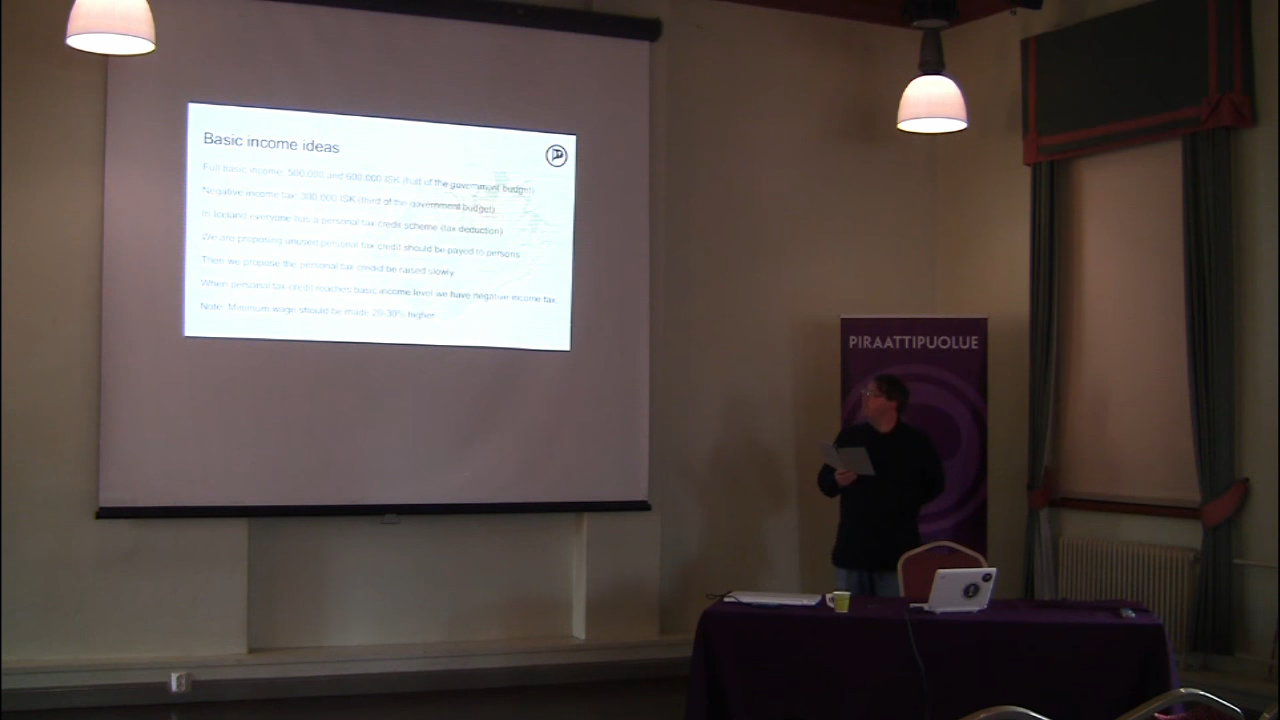 Basic income ideas
Full basic income: 500.000 and 600.000 ISK (half of the government budget)
Negative income tax: 300.000 ISK (third of the government budget)
In Iceland everyone has a personal tax credit scheme (tax deduction)
We are proposing unused personal tax credit should be payed to persons
Then we propose the personal tax credid be raised slowly
When personal tax credit reaches basic income level we have negative income tax.
Note: Minimum wage should be made 20-30% higher
PIRAATTIPUOLUE